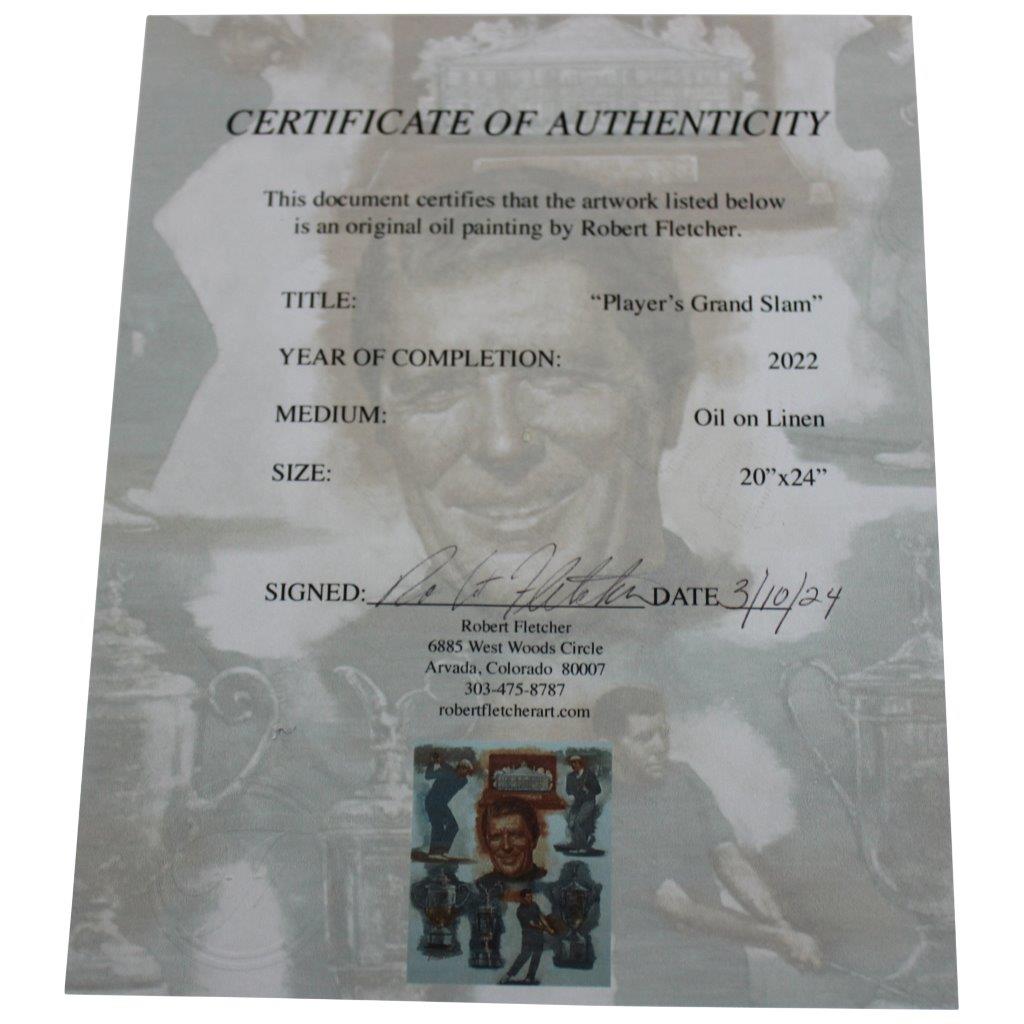 CERTIFICATE OF AUTHENTICITY
This document certifies that the artwork listed below
is an original oil painting by Robert Fletcher.
TITLE: “Player’s Grand Slam”
YEAR OF COMPLETION: 2022
MEDIUM: Oil on Linen
SIZE: 20”x24”
SIGNED: Robert Fletcher DATE 3/10/24
Robert Fletcher
6885 West Woods Circle
Arvada, Colorado 80007
303-475-8787
robertfletcherart.com